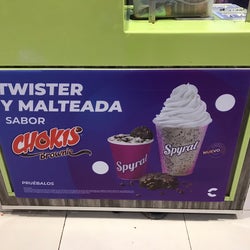 TWISTER
Y MALTEADA
SABOR
CHOKIS
Brownie
PRUÉBALOS
Spyral
Spyral
NUEVO